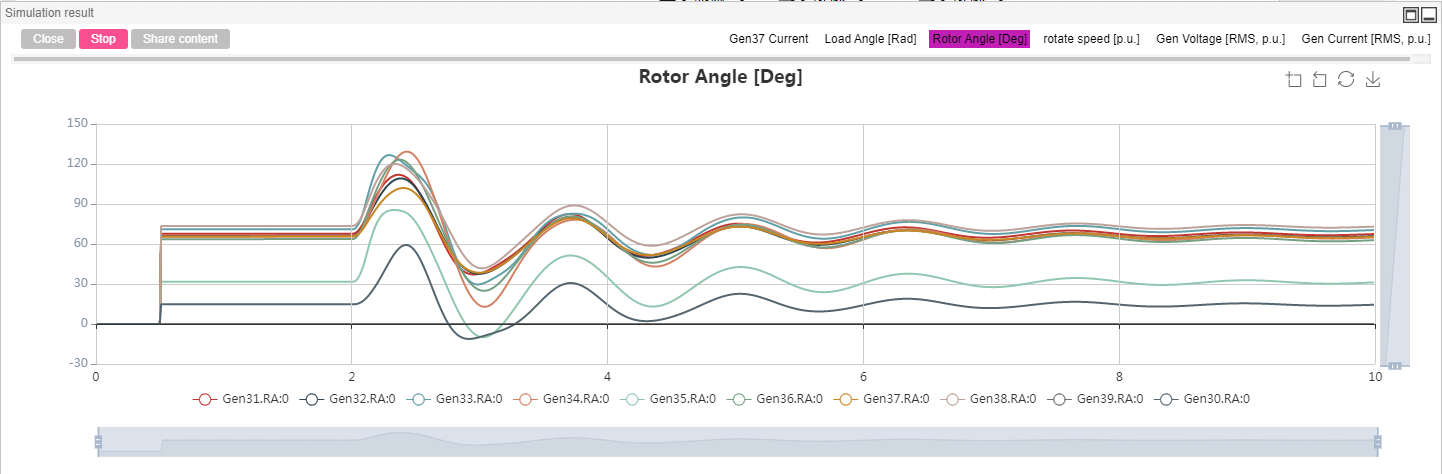 Simulation result
Close Stop Share content Gen37 Current Load Angle [Rad] Rotor Angle [Deg] rotate speed [p.u.] Gen Voltage [RMS, p.u.] Gen Current [RMS, p.u.]
Rotor Angle [Deg]
150
120
90
60
30
0
-30
0 2 4 6 8 10
Gen31.RA:0 Gen32.RA:0 Gen33.RA:0 Gen34.RA:0 Gen35.RA:0 Gen36.RA:0 Gen37.RA:0 Gen38.RA:0 Gen39.RA:0 Gen30.RA:0